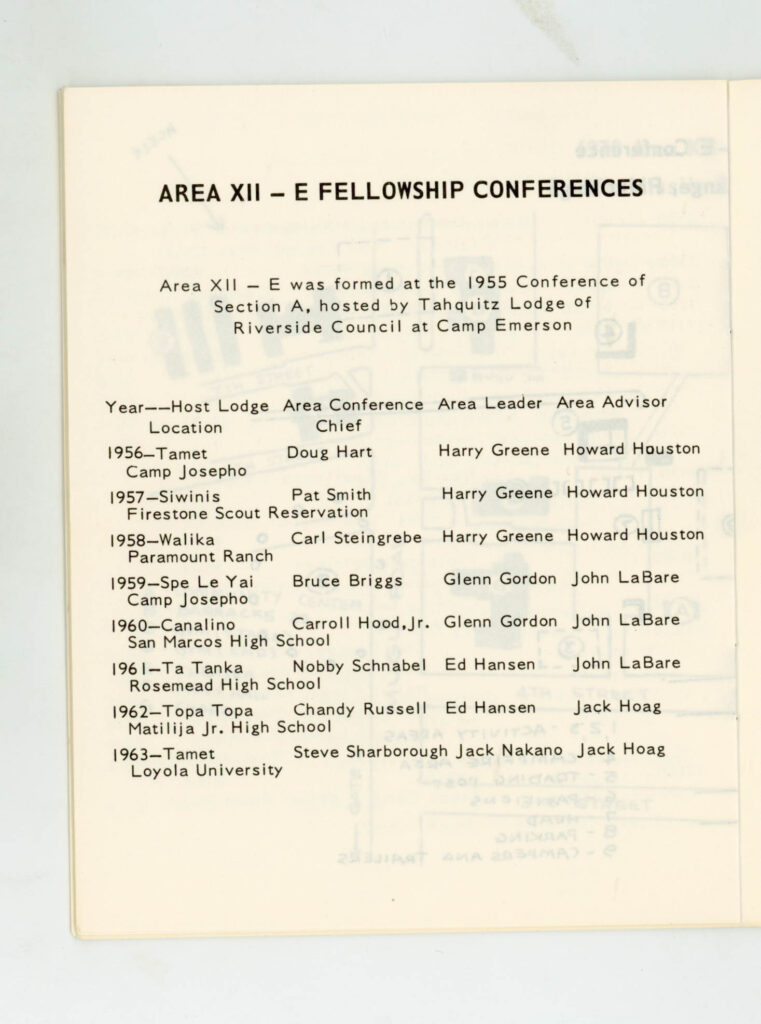 AREA XII – E FELLOWSHIP CONFERENCES
Area XII – E was formed at the 1955 Conference of
Section A, hosted by Tahquitz Lodge of
Riverside Council at Camp Emerson
Year––Host Lodge Area Conference Area Leader Area Advisor
Location Chief
1956–Tamet Doug Hart Harry Greene Howard Houston
Camp Josepho
1957–Siwinis Pat Smith Harry Greene Howard Houston
Firestone Scout Reservation
1958–Walika Carl Steingrebe Harry Greene Howard Houston
Paramount Ranch
1959–Spe Le Yai Bruce Briggs Glenn Gordon John LaBare
Camp Josepho
1960–Canalino Carroll Hood,Jr. Glenn Gordon John LaBare
San Marcos High School
1961–Ta Tanka Nobby Schnabel Ed Hansen John LaBare
Rosemead High School
1962–Topa Topa Chandy Russell Ed Hansen Jack Hoag
Matilija Jr. High School
1963–Tamet Steve Sharborough Jack Nakano Jack Hoag
Loyola University